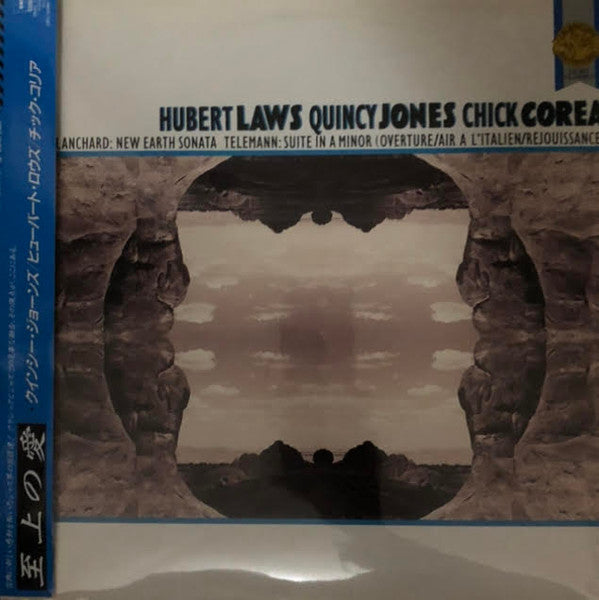 HUBERT LAWS QUINCY JONES CHICK COREA
LANCHARD: NEW EARTH SONATA TELEMANN: SUITE IN A MINOR (OVERTURE/AIR A L'ITALIEN/REJOUISSANCE
クインシー・ジョーンズ ヒューバート・ロウズ チック・コリア
至上の愛